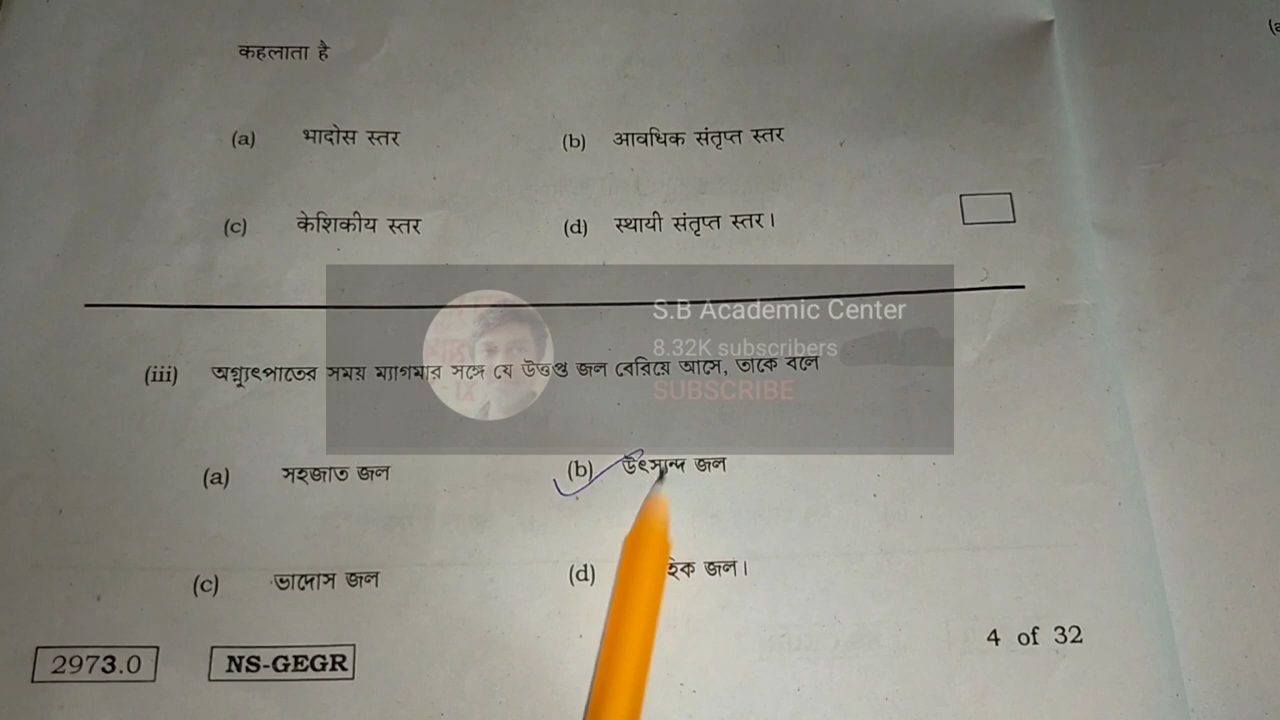 कहलाता है
(a) भादोस स्तर (b) आवधिक संतृप्त स्तर
(c) केशिकीय स्तर (d) स्थायी संतृप्त स्तर।
S.B Academic Center
8.32K subscribers
SUBSCRIBE
(iii) অগ্ন্যুৎপাতের সময় ম্যাগমার সঙ্গে যে উত্তপ্ত জল বেরিয়ে আসে, তাকে বলে
(a) সহজাত জল (b) উৎস্যন্দ জল
(c) ভাদোস জল (d) জল।
2973.0 NS-GEGR 4 of 32